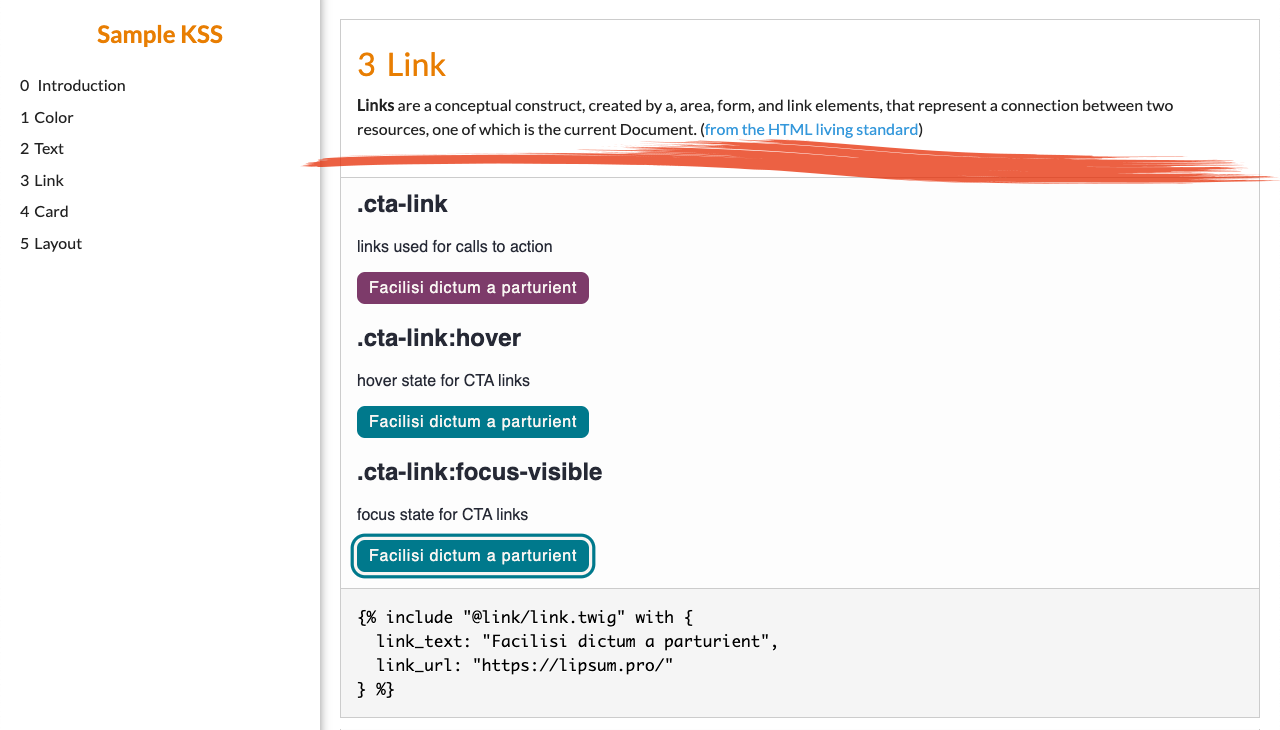 Sample KSS
0 Introduction
1 Color
2 Text
3 Link
4 Card
5 Layout
3 Link
Links are a conceptual construct, created by a, area, form, and link elements, that represent a connection between two
resources, one of which is the current Document. (from the HTML living standard)
.cta-link
links used for calls to action
Facilisi dictum a parturient
.cta-link:hover
hover state for CTA links
Facilisi dictum a parturient
.cta-link:focus-visible
focus state for CTA links
Facilisi dictum a parturient
{% include "@link/link.twig" with {
  link_text: "Facilisi dictum a parturient",
  link_url: "https://lipsum.pro/"
} %}